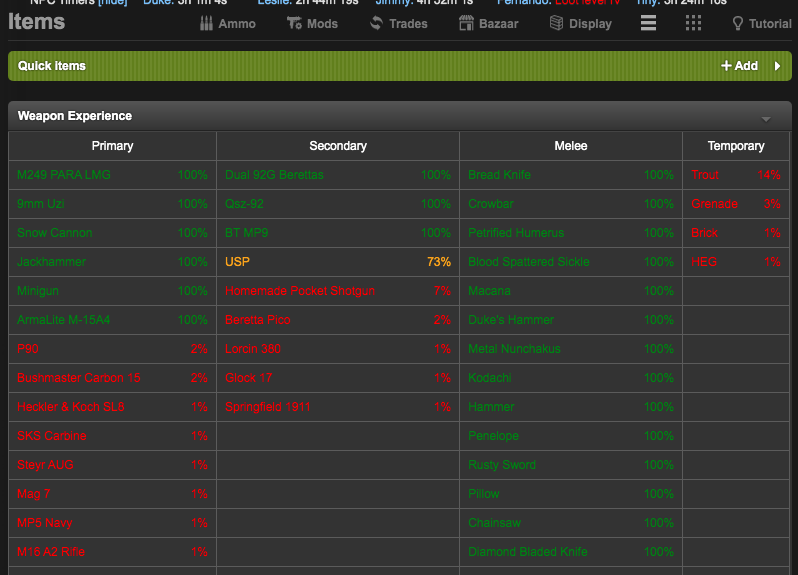 NPC Timers [hide] Duke: 5h 1m 4s Leslie: 2h 44m 19s Jimmy: 4h 52m 1s Fernando: Loot level IV Tiny: 3h 24m 16s
Items Ammo Mods Trades Bazaar Display Tutorial
Quick Items + Add
Weapon Experience
Primary Secondary Melee Temporary
M249 PARA LMG 100% Dual 92G Berettas 100% Bread Knife 100% Trout 14%
9mm Uzi 100% Qsz-92 100% Crowbar 100% Grenade 3%
Snow Cannon 100% BT MP9 100% Petrified Humerus 100% Brick 1%
Jackhammer 100% USP 73% Blood Spattered Sickle 100% HEG 1%
Minigun 100% Homemade Pocket Shotgun 7% Macana 100%
ArmaLite M-15A4 100% Beretta Pico 2% Duke's Hammer 100%
P90 2% Lorcin 380 1% Metal Nunchakus 100%
Bushmaster Carbon 15 2% Glock 17 1% Kodachi 100%
Heckler & Koch SL8 1% Springfield 1911 1% Hammer 100%
SKS Carbine 1% Penelope 100%
Steyr AUG 1% Rusty Sword 100%
Mag 7 1% Pillow 100%
MP5 Navy 1% Chainsaw 100%
M16 A2 Rifle 1% Diamond Bladed Knife 100%